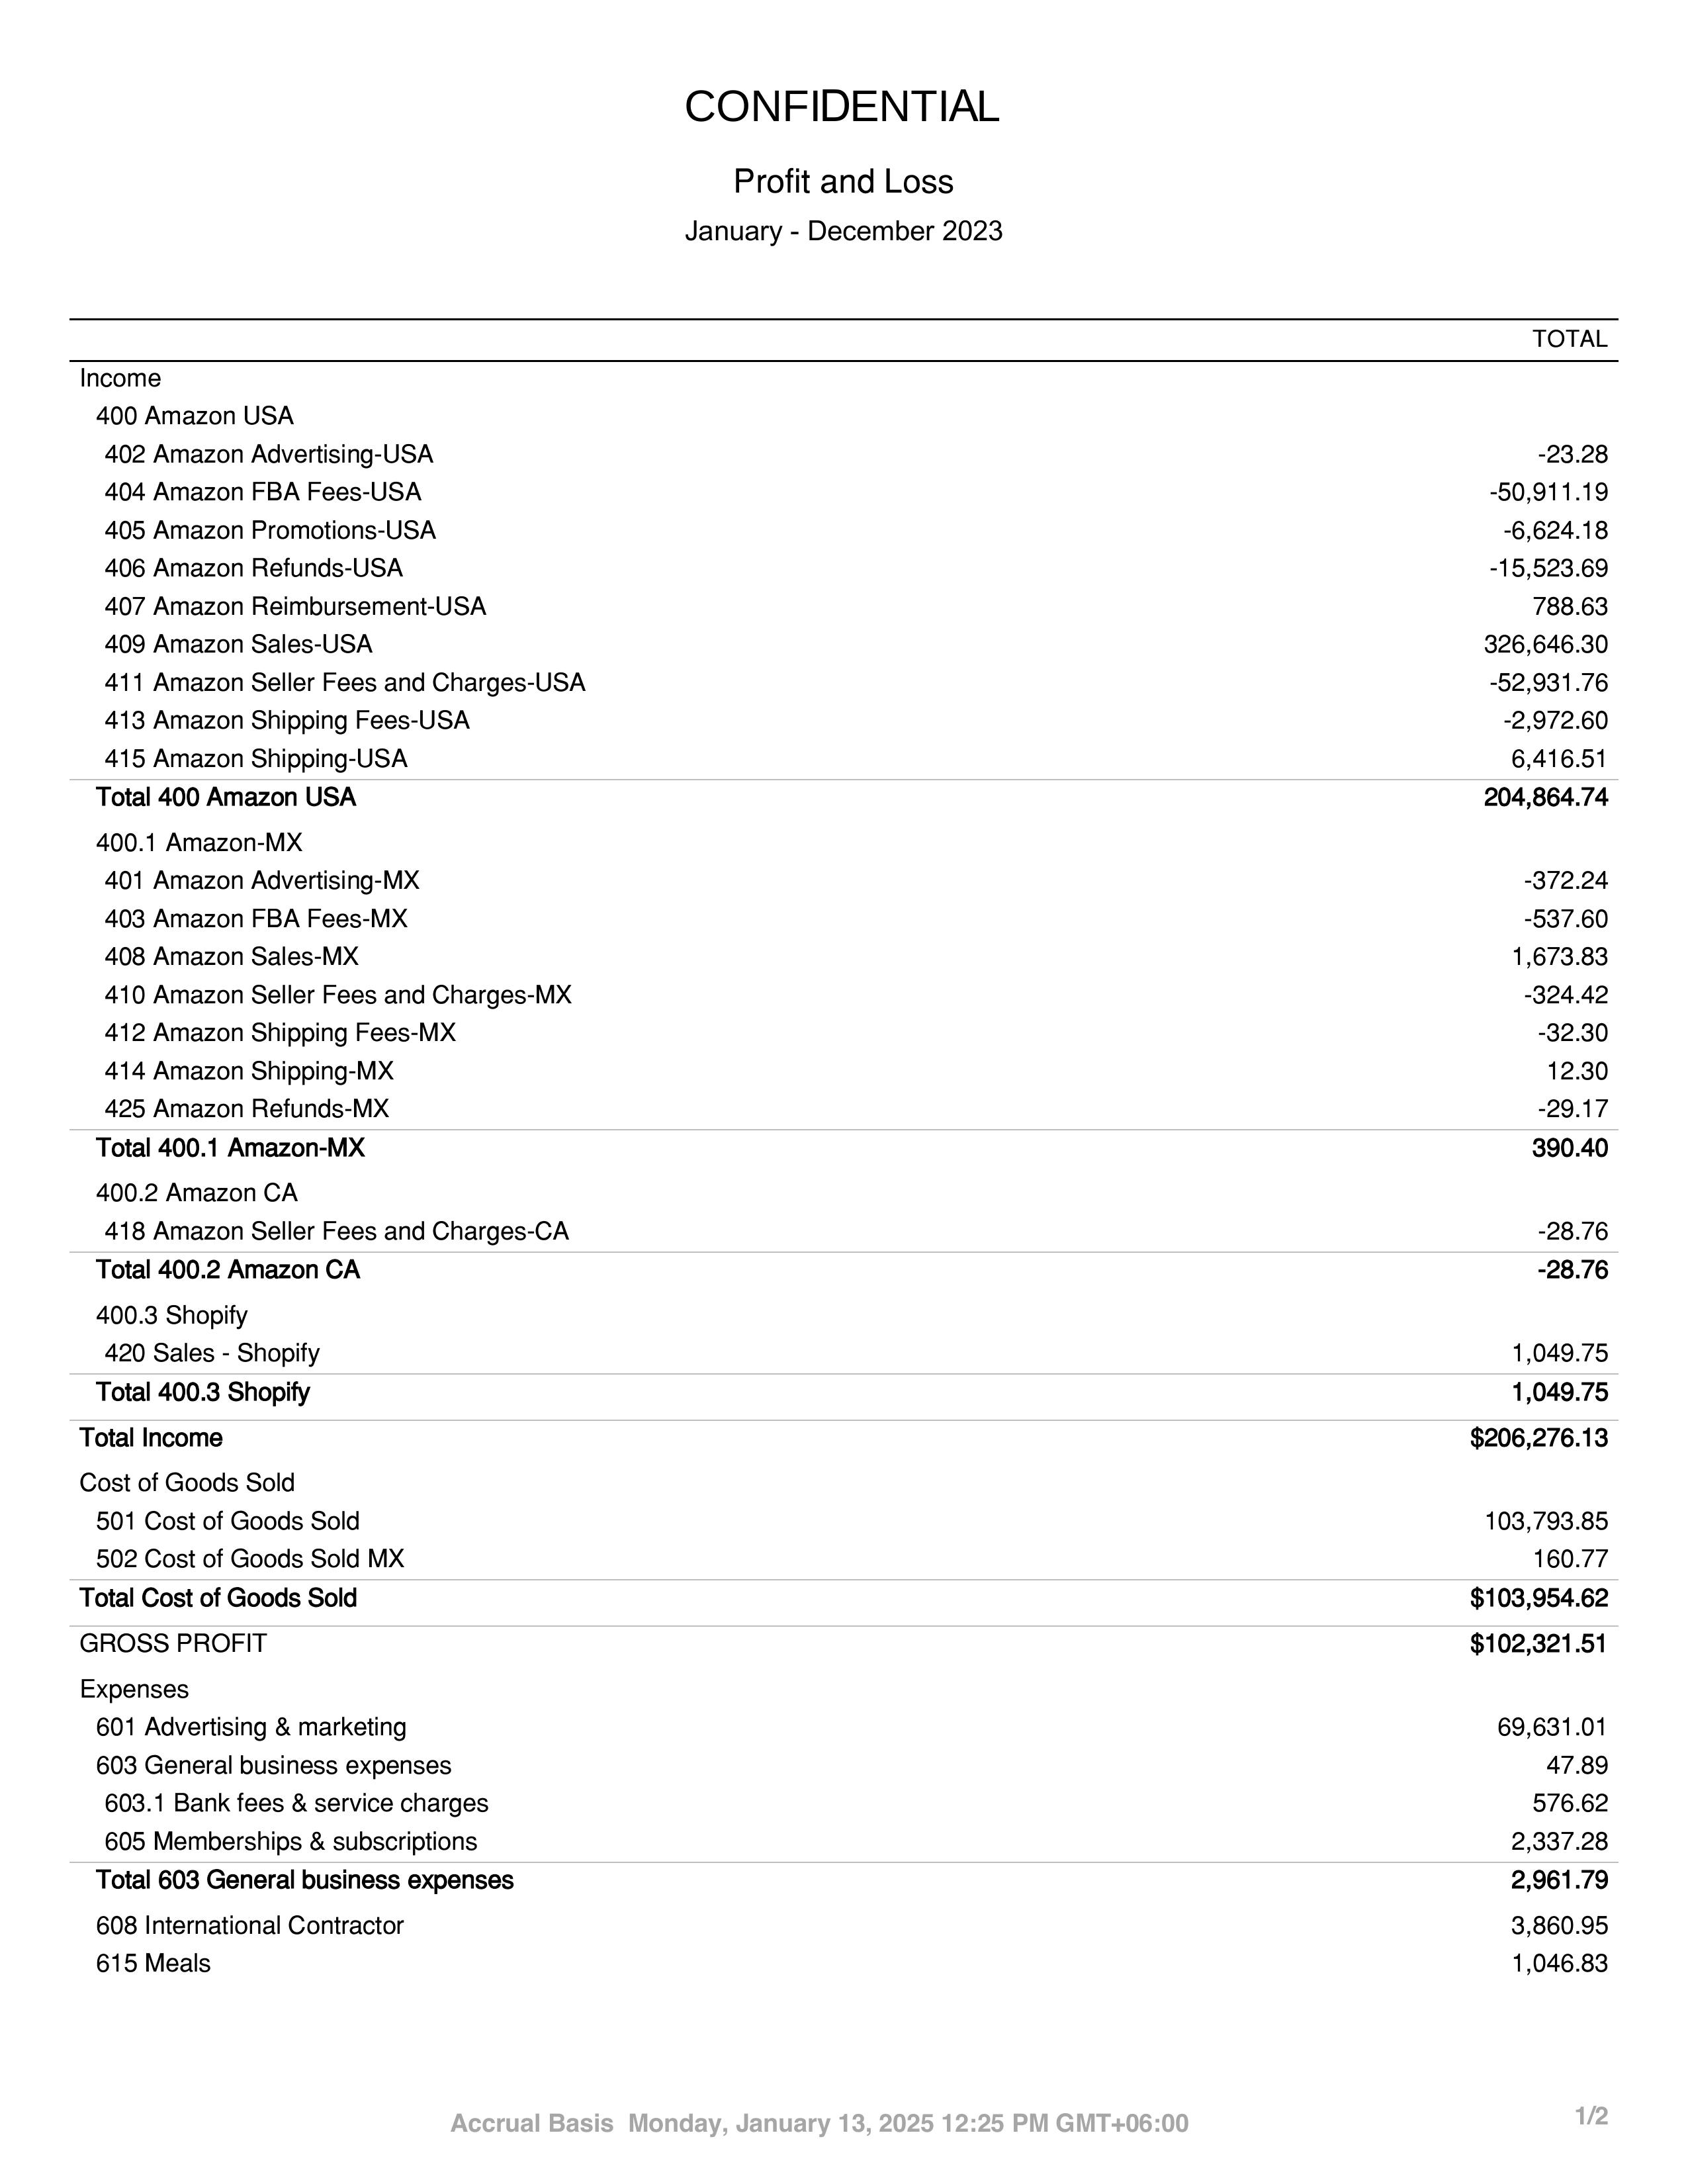 CONFIDENTIAL
Profit and Loss
January - December 2023
TOTAL
Income
400 Amazon USA
402 Amazon Advertising-USA -23.28
404 Amazon FBA Fees-USA -50,911.19
405 Amazon Promotions-USA -6,624.18
406 Amazon Refunds-USA -15,523.69
407 Amazon Reimbursement-USA 788.63
409 Amazon Sales-USA 326,646.30
411 Amazon Seller Fees and Charges-USA -52,931.76
413 Amazon Shipping Fees-USA -2,972.60
415 Amazon Shipping-USA 6,416.51
Total 400 Amazon USA 204,864.74
400.1 Amazon-MX
401 Amazon Advertising-MX -372.24
403 Amazon FBA Fees-MX -537.60
408 Amazon Sales-MX 1,673.83
410 Amazon Seller Fees and Charges-MX -324.42
412 Amazon Shipping Fees-MX -32.30
414 Amazon Shipping-MX 12.30
425 Amazon Refunds-MX -29.17
Total 400.1 Amazon-MX 390.40
400.2 Amazon CA
418 Amazon Seller Fees and Charges-CA -28.76
Total 400.2 Amazon CA -28.76
400.3 Shopify
420 Sales - Shopify 1,049.75
Total 400.3 Shopify 1,049.75
Total Income $206,276.13
Cost of Goods Sold
501 Cost of Goods Sold 103,793.85
502 Cost of Goods Sold MX 160.77
Total Cost of Goods Sold $103,954.62
GROSS PROFIT $102,321.51
Expenses
601 Advertising & marketing 69,631.01
603 General business expenses 47.89
603.1 Bank fees & service charges 576.62
605 Memberships & subscriptions 2,337.28
Total 603 General business expenses 2,961.79
608 International Contractor 3,860.95
615 Meals 1,046.83
Accrual Basis Monday, January 13, 2025 12:25 PM GMT+06:00 1/2